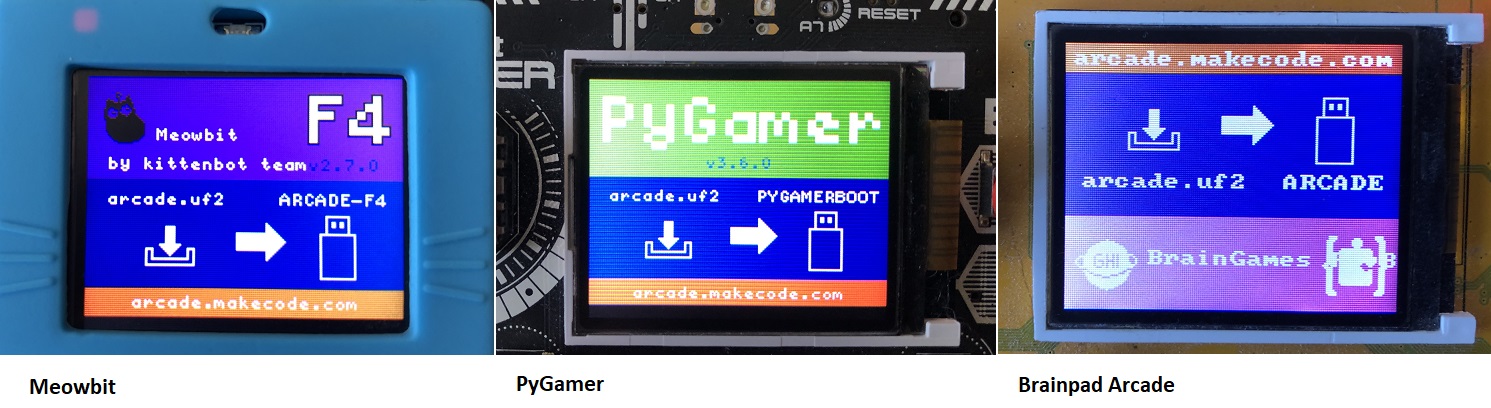 F4
Meowbit
by kittenbot team v2.7.0
arcade.uf2 ARCADE-F4
arcade.makecode.com
Meowbit
RESET
A7
ER
PyGamer
v3.6.0
arcade.uf2 PYGAMERBOOT
arcade.makecode.com
PyGamer
arcade.makecode.com
arcade.uf2 ARCADE
GHI BrainGames B
Brainpad Arcade